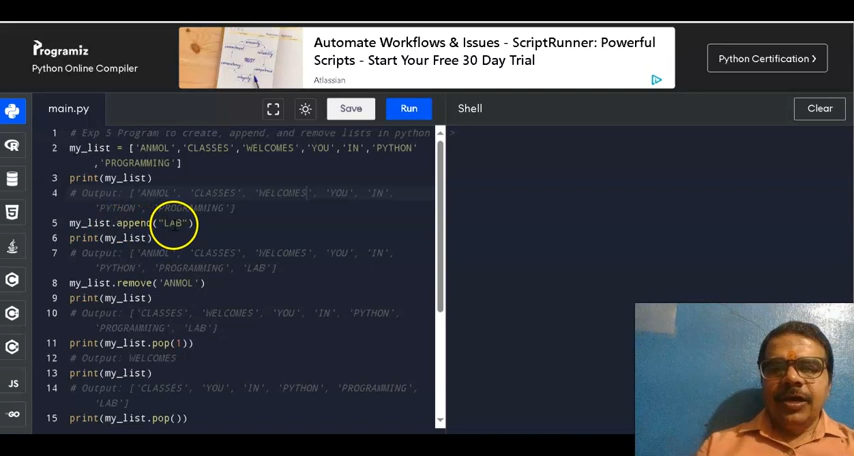 Programiz
Python Online Compiler
Automate Workflows & Issues - ScriptRunner: Powerful
Scripts - Start Your Free 30 Day Trial
Atlassian
Python Certification >
main.py
Save
Run
Shell
Clear
1 # Exp 5 Program to create, append, and remove lists in python
2 my_list = ['ANMOL','CLASSES','WELCOMES','YOU','IN','PYTHON'
,'PROGRAMMING']
3 print(my_list)
4 # Output: ['ANMOL', 'CLASSES', 'WELCOMES', 'YOU', 'IN',
'PYTHON', 'PROGRAMMING']
5 my_list.append("LAB")
6 print(my_list)
7 # Output: ['ANMOL', 'CLASSES', 'WELCOMES', 'YOU', 'IN',
'PYTHON', 'PROGRAMMING', 'LAB']
8 my_list.remove('ANMOL')
9 print(my_list)
10 # Output: ['CLASSES', 'WELCOMES', 'YOU', 'IN', 'PYTHON',
'PROGRAMMING', 'LAB']
11 print(my_list.pop(1))
12 # Output: WELCOMES
13 print(my_list)
14 # Output: ['CLASSES', 'YOU', 'IN', 'PYTHON', 'PROGRAMMING',
'LAB']
15 print(my_list.pop())
>
JS
GO